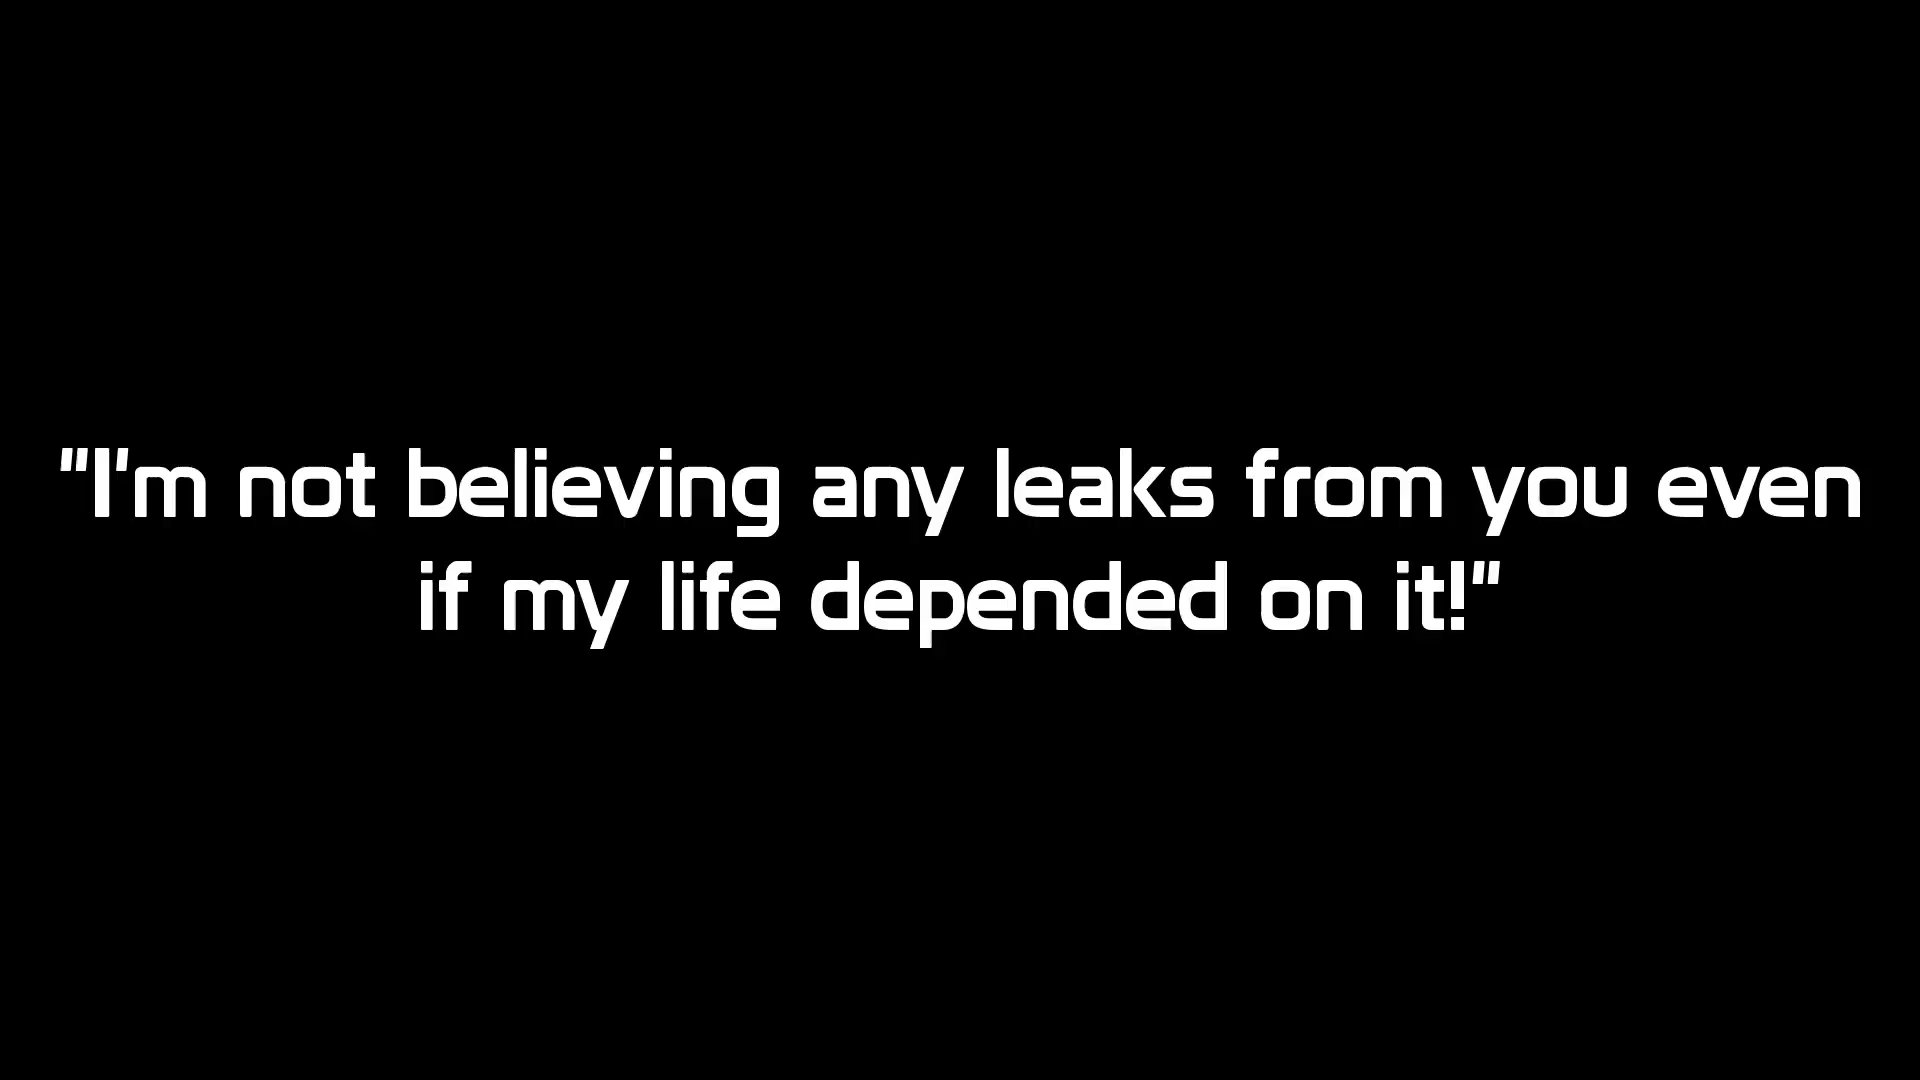 "I'm not believing any leaks from you even
if my life depended on it!"